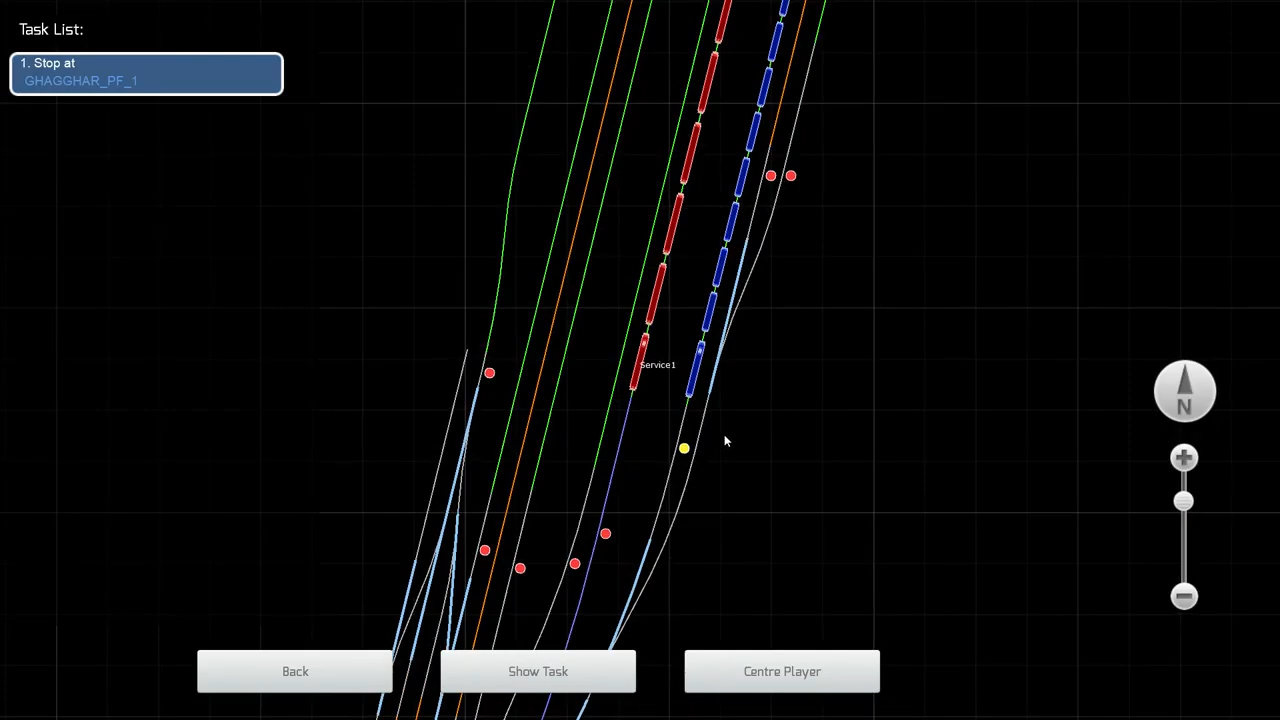 Task List:
1. Stop at
GHAGGHAR_PF_1
Service1
N
Back
Show Task
Centre Player